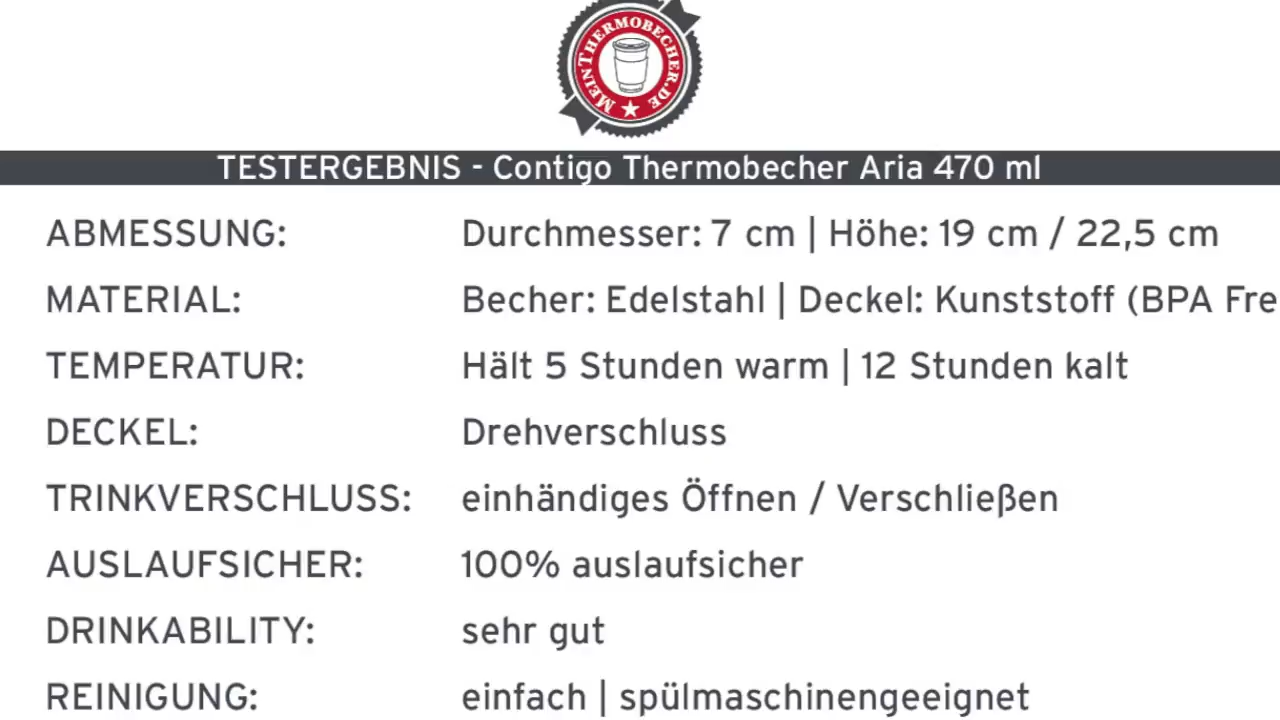 MEINTHERMOBECHER.DE
TESTERGEBNIS - Contigo Thermobecher Aria 470 ml
ABMESSUNG: Durchmesser: 7 cm | Höhe: 19 cm / 22,5 cm
MATERIAL: Becher: Edelstahl | Deckel: Kunststoff (BPA Fre
TEMPERATUR: Hält 5 Stunden warm | 12 Stunden kalt
DECKEL: Drehverschluss
TRINKVERSCHLUSS: einhändiges Öffnen / Verschließen
AUSLAUFSICHER: 100% auslaufsicher
DRINKABILITY: sehr gut
REINIGUNG: einfach | spülmaschinengeeignet